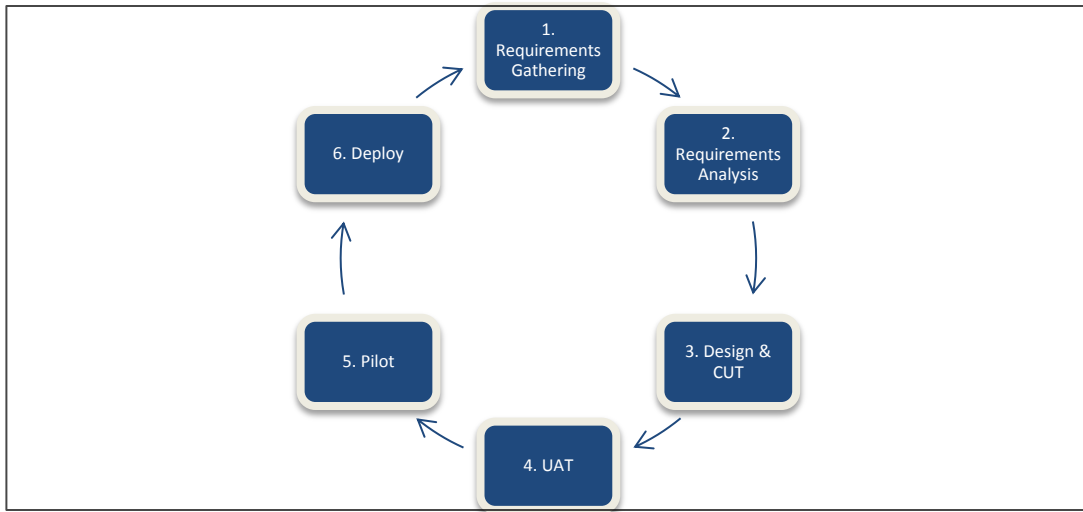 1.
Requirements
Gathering
2.
Requirements
Analysis
3. Design &
CUT
4. UAT
5. Pilot
6. Deploy